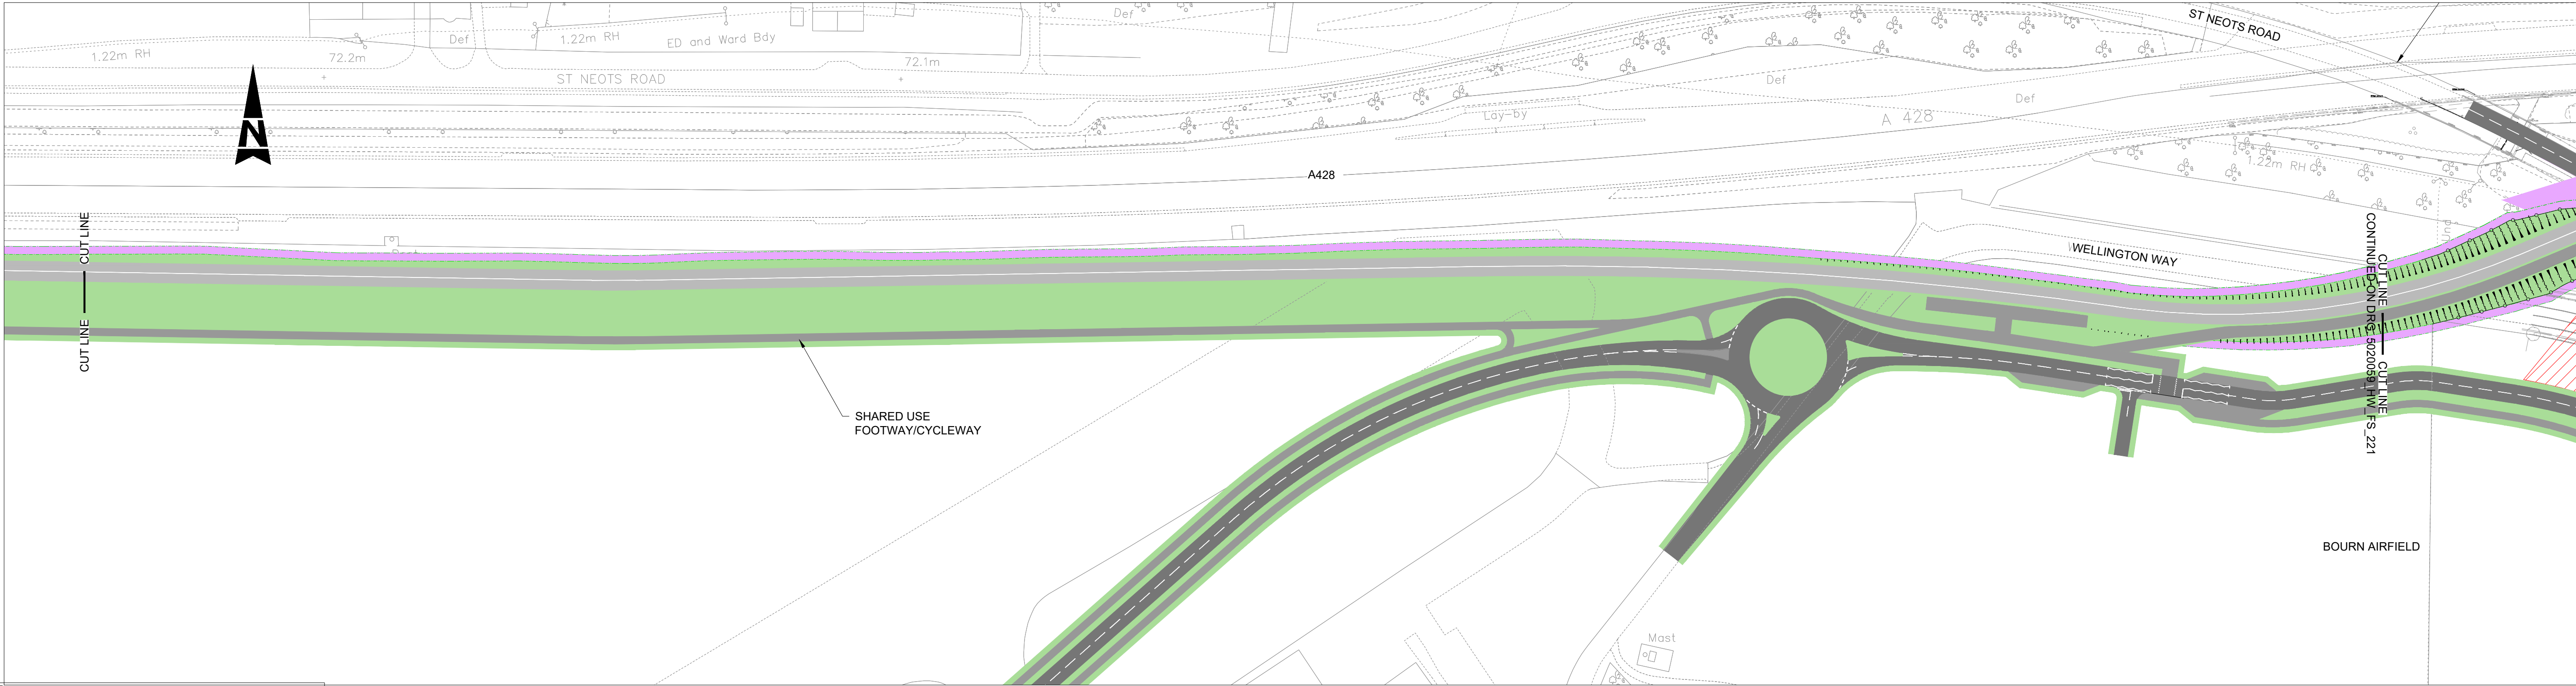 Def
ST NEOTS ROAD
1.22m RH
Def
1.22m RH
ED and Ward Bdy
72.2m
72.1m
ST NEOTS ROAD
Def
Def
Lay-by
A 428
N
1.22m RH
A428
CUT LINE
CUT LINE
WELLINGTON WAY
CONTINUED ON DRG 5020059_HW_FS_221
CUT LINE
CUT LINE
SHARED USE
FOOTWAY/CYCLEWAY
BOURN AIRFIELD
Mast